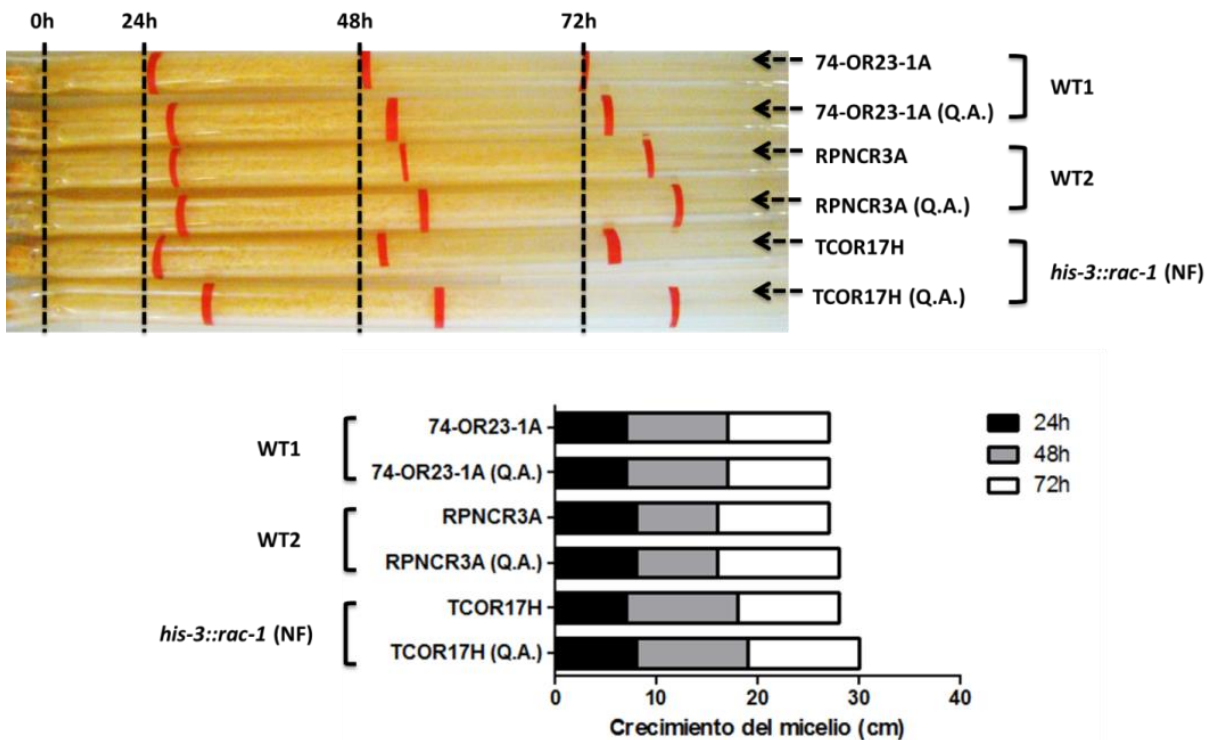 0h 24h 48h 72h
74-OR23-1A
WT1
74-OR23-1A (Q.A.)
RPNCR3A
WT2
RPNCR3A (Q.A.)
TCOR17H
his-3::rac-1 (NF)
TCOR17H (Q.A.)
74-OR23-1A
WT1
74-OR23-1A (Q.A.)
RPNCR3A
WT2
RPNCR3A (Q.A.)
TCOR17H
his-3::rac-1 (NF)
TCOR17H (Q.A.)
24h
48h
72h
0 10 20 30 40
Crecimiento del micelio (cm)